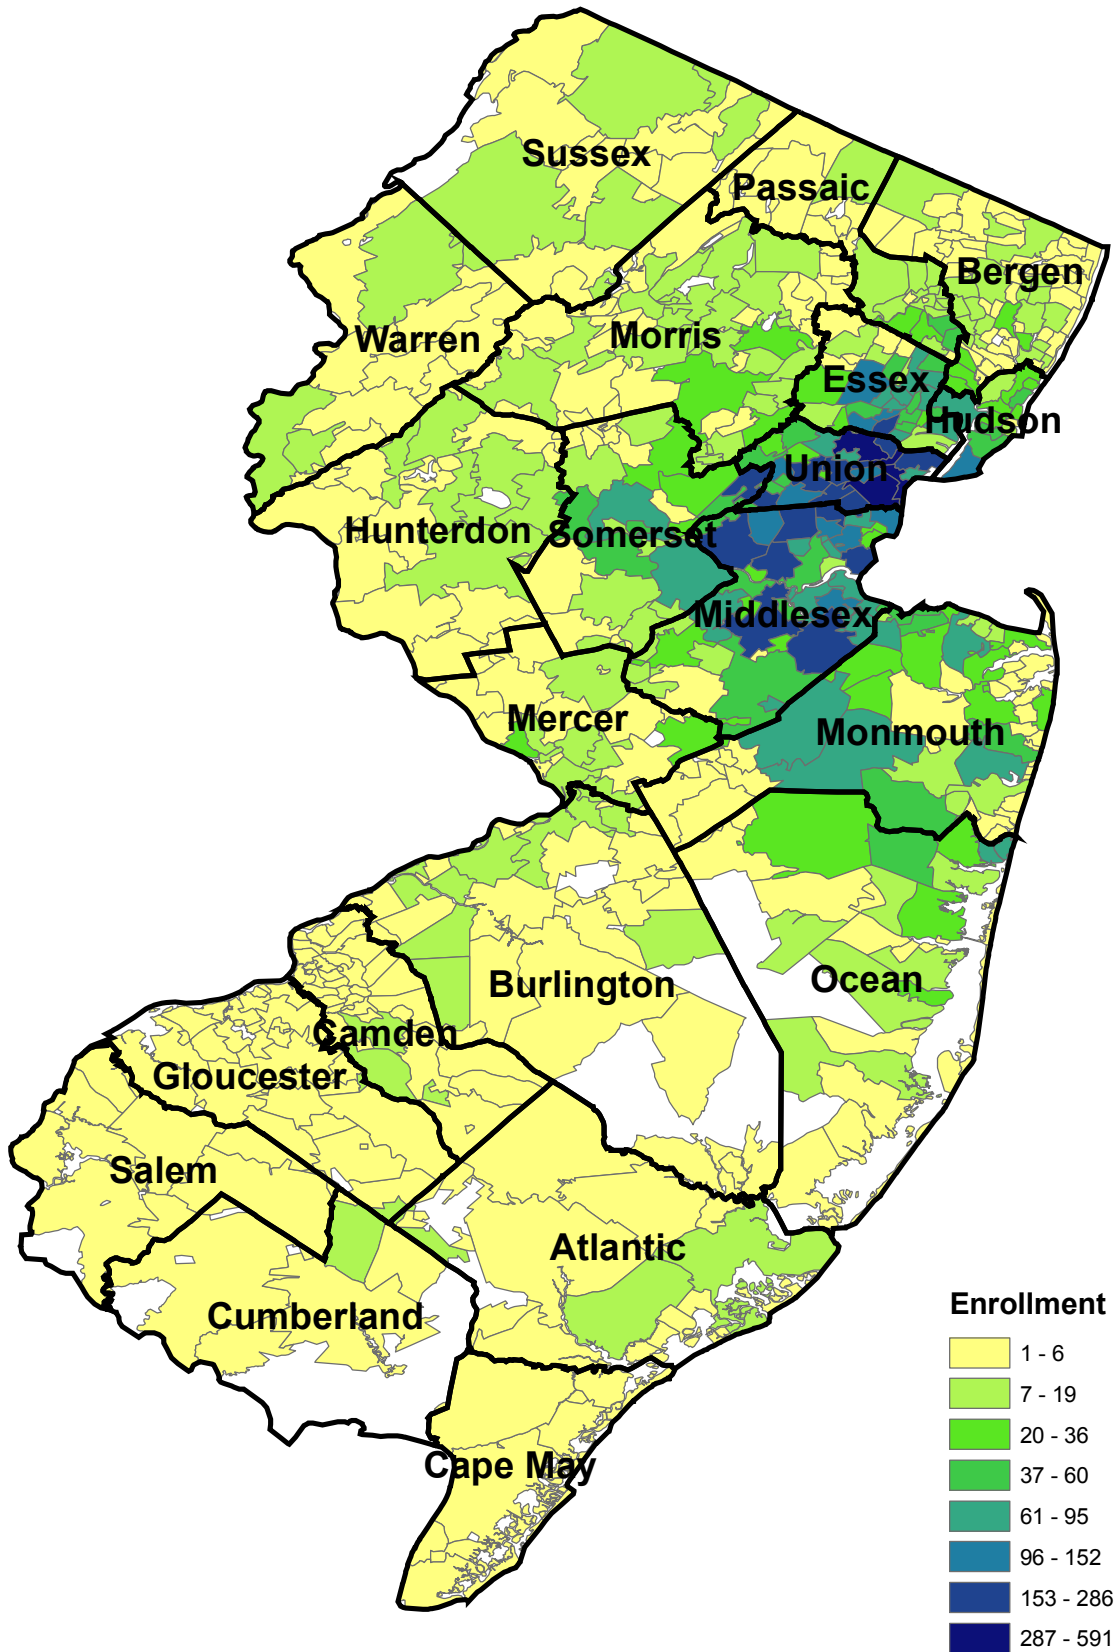 Sussex
Passaic
Bergen
Warren
Morris
Essex
Hudson
Union
Hunterdon
Somerset
Middlesex
Mercer
Monmouth
Burlington
Ocean
Camden
Gloucester
Salem
Atlantic
Cumberland
Cape May
Enrollment
1 - 6
7 - 19
20 - 36
37 - 60
61 - 95
96 - 152
153 - 286
287 - 591